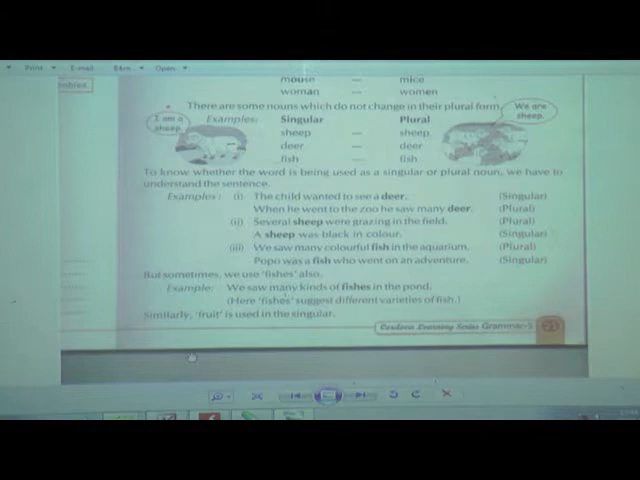 Print E-mail Burn Open
mouse — mice
woman — women
There are some nouns which do not change in their plural form.
I am a sheep.
We are sheep.
Examples: Singular Plural
sheep — sheep
deer — deer
fish — fish
To know whether the word is being used as a singular or plural noun, we have to
understand the sentence.
Examples : (i) The child wanted to see a deer. (Singular)
When he went to the zoo he saw many deer. (Plural)
(ii) Several sheep were grazing in the field. (Plural)
A sheep was black in colour. (Singular)
(iii) We saw many colourful fish in the aquarium. (Plural)
Popo was a fish who went on an adventure. (Singular)
But sometimes, we use 'fishes' also.
Example: We saw many kinds of fishes in the pond.
(Here 'fishes' suggest different varieties of fish.)
Similarly, 'fruit' is used in the singular.
Learning Series Grammar-5